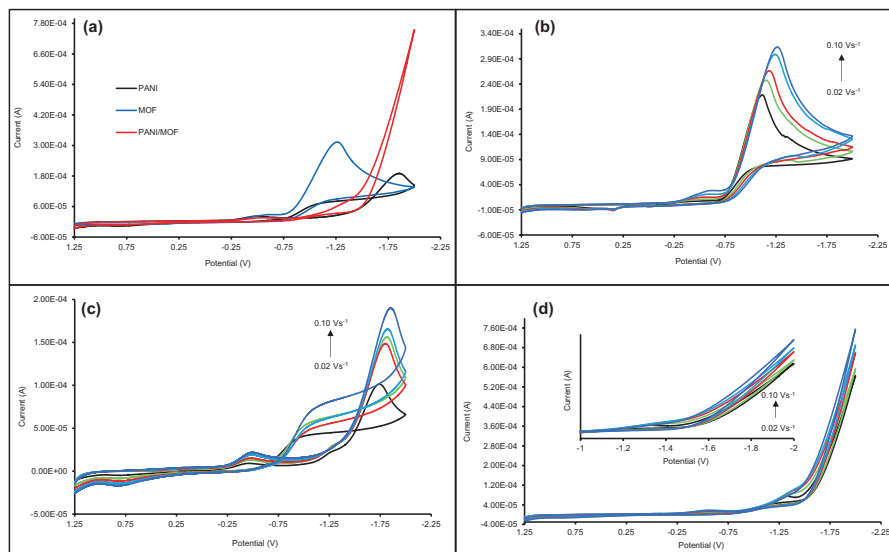 (a)
7.80E-04
6.60E-04
5.40E-04
4.20E-04
3.00E-04
1.80E-04
6.00E-05
-6.00E-05
Current (A)
PANI
MOF
PANI/MOF
1.25 0.75 0.25 -0.25 -0.75 -1.25 -1.75 -2.25
Potential (V)
(b)
3.40E-04
2.90E-04
2.40E-04
1.90E-04
1.40E-04
9.00E-05
4.00E-05
-1.00E-05
-6.00E-05
Current (A)
0.10 Vs-1
0.02 Vs-1
1.25 0.75 0.25 -0.25 -0.75 -1.25 -1.75 -2.25
Potential (V)
(c)
2.00E-04
1.50E-04
1.00E-04
5.00E-05
0.00E+00
-5.00E-05
Current (A)
0.10 Vs-1
0.02 Vs-1
1.25 0.75 0.25 -0.25 -0.75 -1.25 -1.75 -2.25
Potential (V)
(d)
7.60E-04
6.80E-04
6.00E-04
5.20E-04
4.40E-04
3.60E-04
2.80E-04
2.00E-04
1.20E-04
4.00E-05
-4.00E-05
Current (A)
Current (A)
0.10 Vs-1
0.02 Vs-1
-1 -1.2 -1.4 -1.6 -1.8 -2
Potential (V)
1.25 0.75 0.25 -0.25 -0.75 -1.25 -1.75 -2.25
Potential (V)